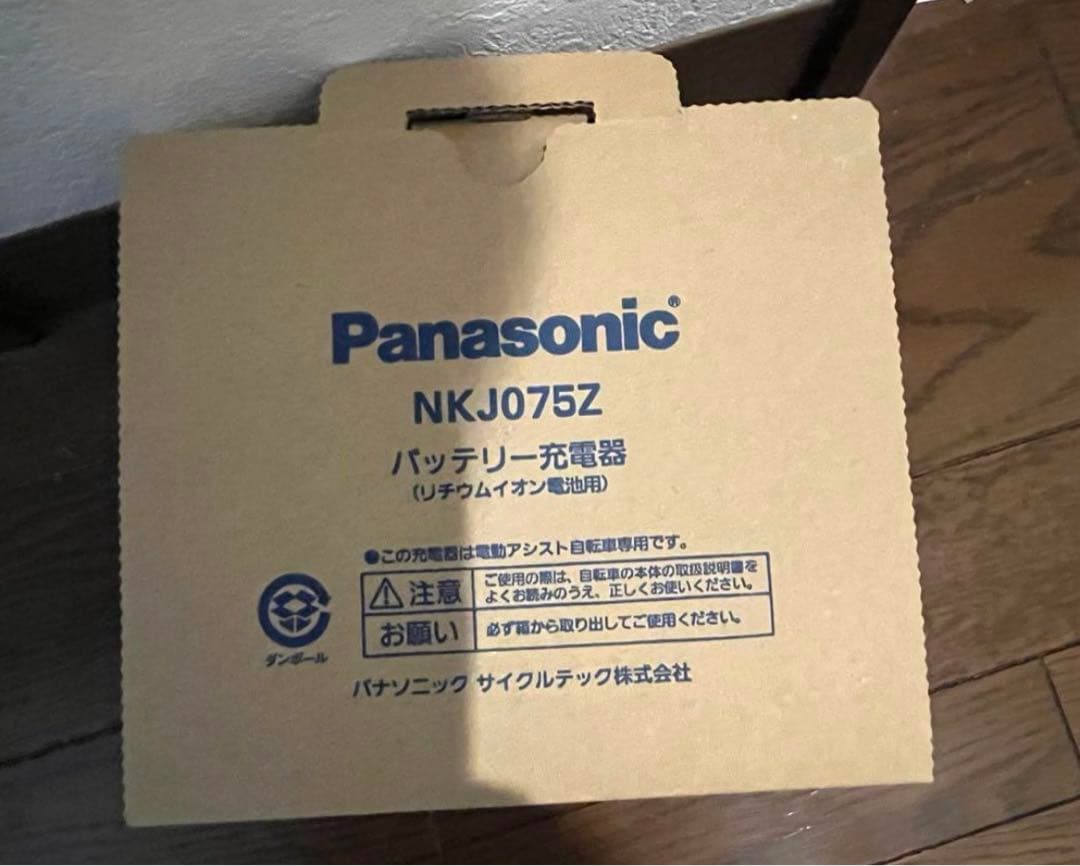 Panasonic®
NKJ075Z
バッテリー充電器
(リチウムイオン電池用)
●この充電器は電動アシスト自転車専用です。
⚠注意
ご使用の際は、自転車の本体の取扱説明書を
よくお読みのうえ、正しくお使いください。
お願い
必ず箱から取り出してご使用ください。
ダンボール
パナソニック サイクルテック株式会社